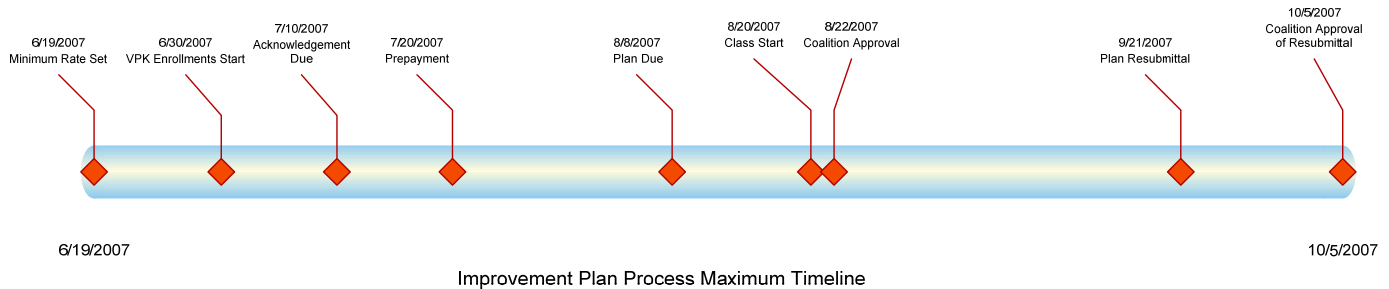 6/19/2007
Minimum Rate Set
6/30/2007
VPK Enrollments Start
7/10/2007
Acknowledgement
Due
7/20/2007
Prepayment
8/8/2007
Plan Due
8/20/2007
Class Start
8/22/2007
Coalition Approval
9/21/2007
Plan Resubmittal
10/5/2007
Coalition Approval
of Resubmittal
6/19/2007
10/5/2007
Improvement Plan Process Maximum Timeline